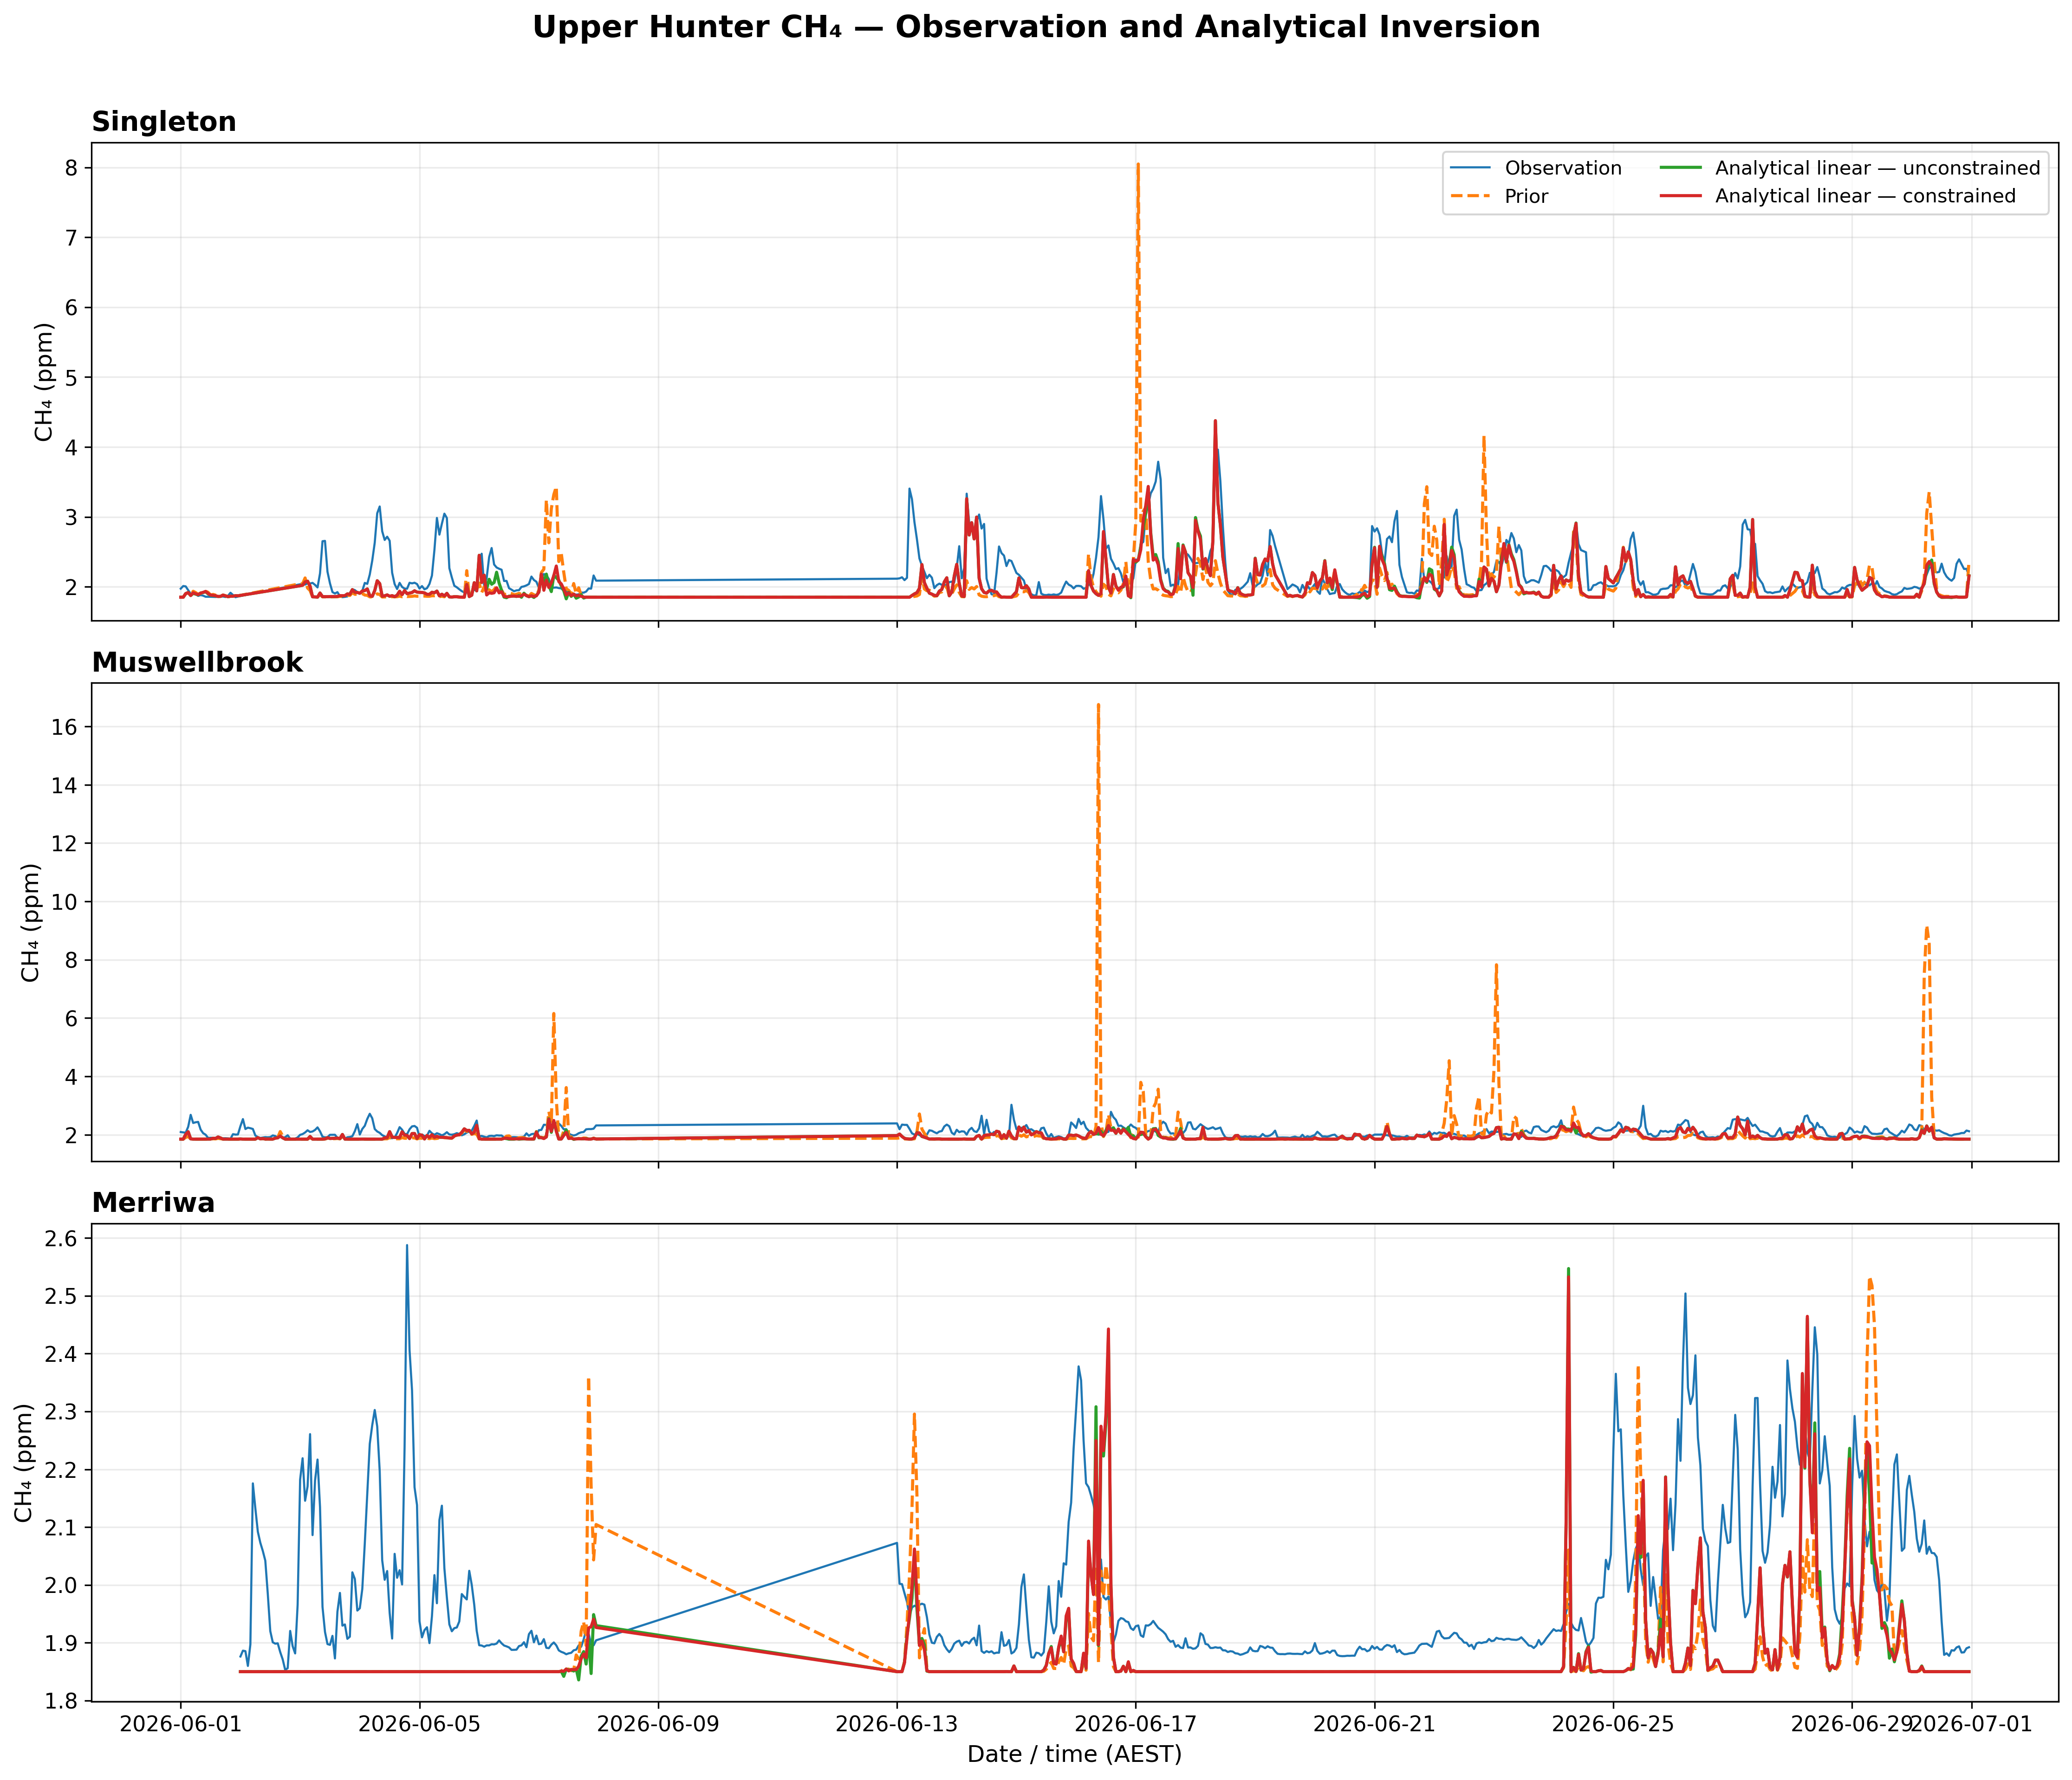 Upper Hunter CH₄ — Observation and Analytical Inversion
Singleton
Observation
Prior
Analytical linear — unconstrained
Analytical linear — constrained
8
7
6
5
4
3
2
CH₄ (ppm)
Muswellbrook
16
14
12
10
8
6
4
2
CH₄ (ppm)
Merriwa
2.6
2.5
2.4
2.3
2.2
2.1
2.0
1.9
1.8
CH₄ (ppm)
2026-06-01 2026-06-05 2026-06-09 2026-06-13 2026-06-17 2026-06-21 2026-06-25 2026-06-29 2026-07-01
Date / time (AEST)